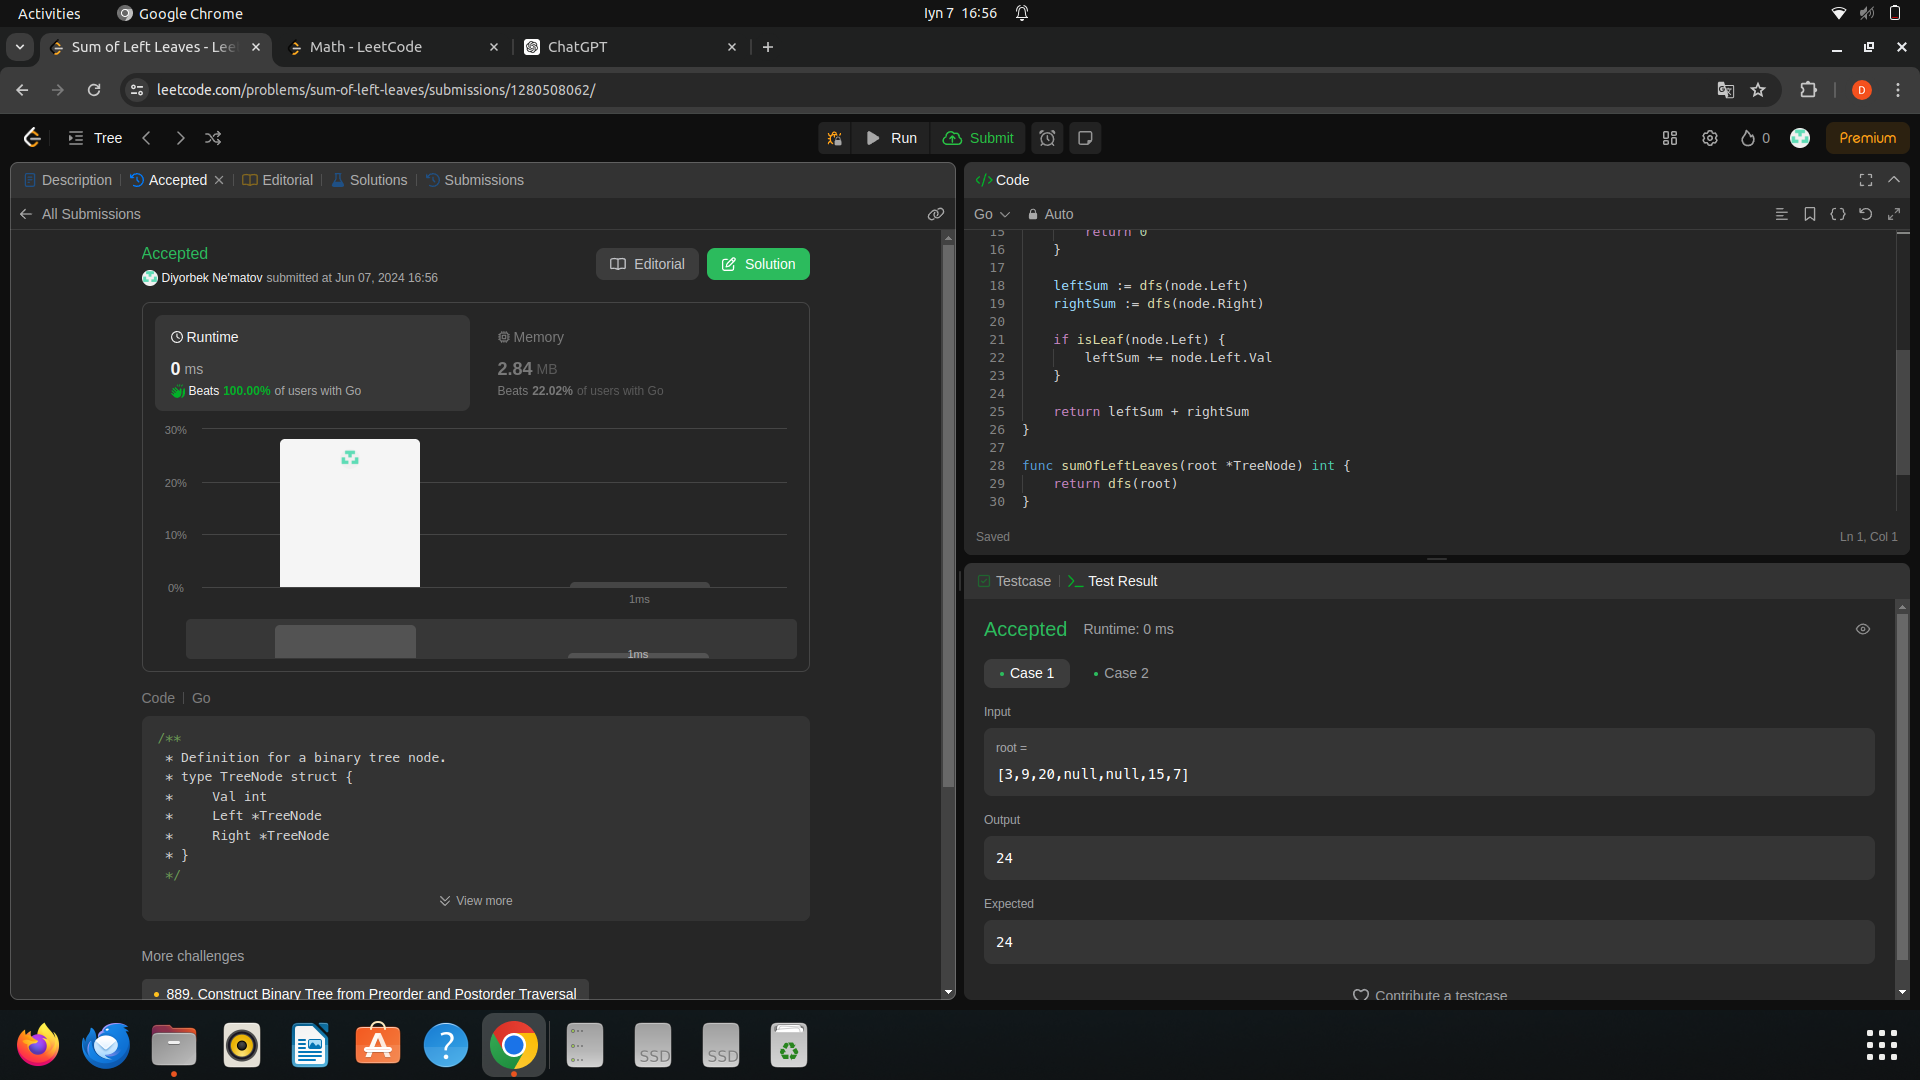 Activities
Google Chrome
Iyn 7 16:56
Sum of Left Leaves - Lee
Math - LeetCode
ChatGPT
leetcode.com/problems/sum-of-left-leaves/submissions/1280508062/
D
Tree
Run
Submit
0
Premium
Description
Accepted
Editorial
Solutions
Submissions
All Submissions
Accepted
Diyorbek Ne'matov submitted at Jun 07, 2024 16:56
Editorial
Solution
Runtime
0 ms
Beats 100.00% of users with Go
Memory
2.84 MB
Beats 22.02% of users with Go
30%
20%
10%
0%
1ms
1ms
Code
Go
/**
 * Definition for a binary tree node.
 * type TreeNode struct {
 *     Val int
 *     Left *TreeNode
 *     Right *TreeNode
 * }
 */
View more
More challenges
889. Construct Binary Tree from Preorder and Postorder Traversal
Code
Go
Auto
15         return 0
16     }
17
18     leftSum := dfs(node.Left)
19     rightSum := dfs(node.Right)
20
21     if isLeaf(node.Left) {
22         leftSum += node.Left.Val
23     }
24
25     return leftSum + rightSum
26 }
27
28 func sumOfLeftLeaves(root *TreeNode) int {
29     return dfs(root)
30 }
Saved
Ln 1, Col 1
Testcase
Test Result
Accepted
Runtime: 0 ms
Case 1
Case 2
Input
root =
[3,9,20,null,null,15,7]
Output
24
Expected
24
Contribute a testcase
?
SSD
SSD